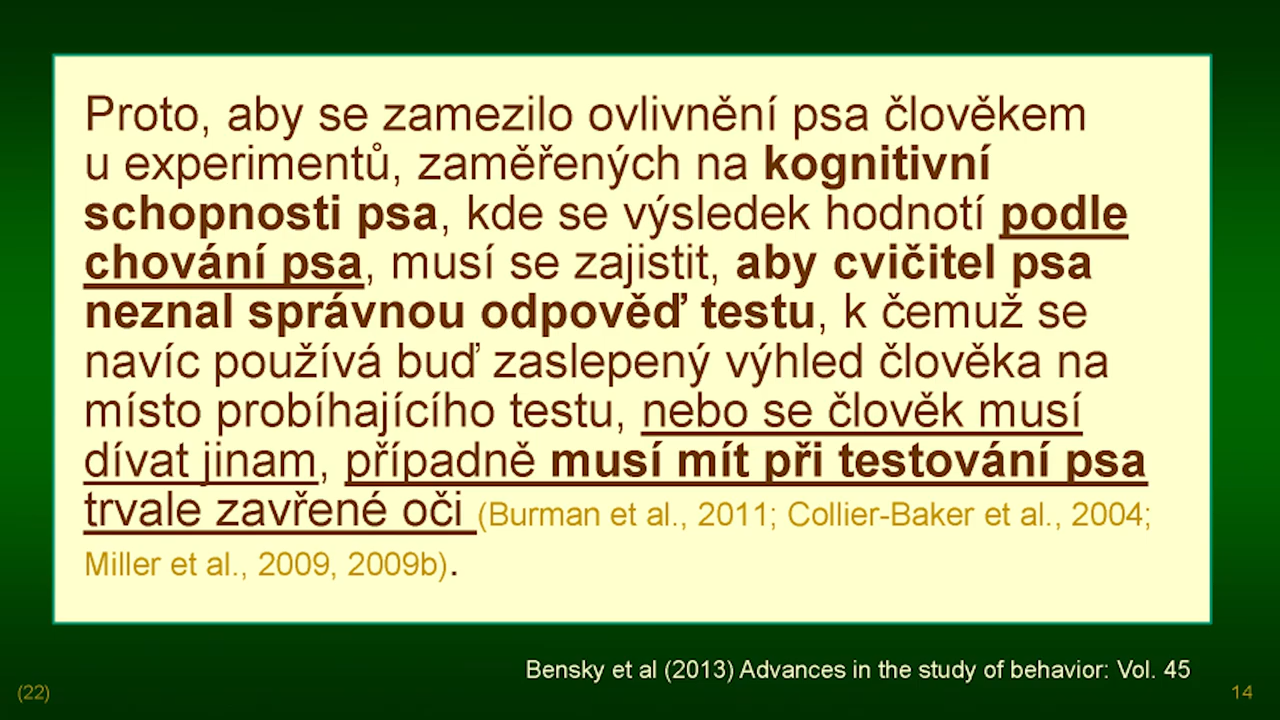 Proto, aby se zamezilo ovlivnění psa člověkem
u experimentů, zaměřených na kognitivní
schopnosti psa, kde se výsledek hodnotí podle
chování psa, musí se zajistit, aby cvičitel psa
neznal správnou odpověď testu, k čemuž se
navíc používá buď zaslepený výhled člověka na
místo probíhajícího testu, nebo se člověk musí
dívat jinam, případně musí mít při testování psa
trvale zavřené oči (Burman et al., 2011; Collier-Baker et al., 2004;
Miller et al., 2009, 2009b).
Bensky et al (2013) Advances in the study of behavior: Vol. 45
(22)
14